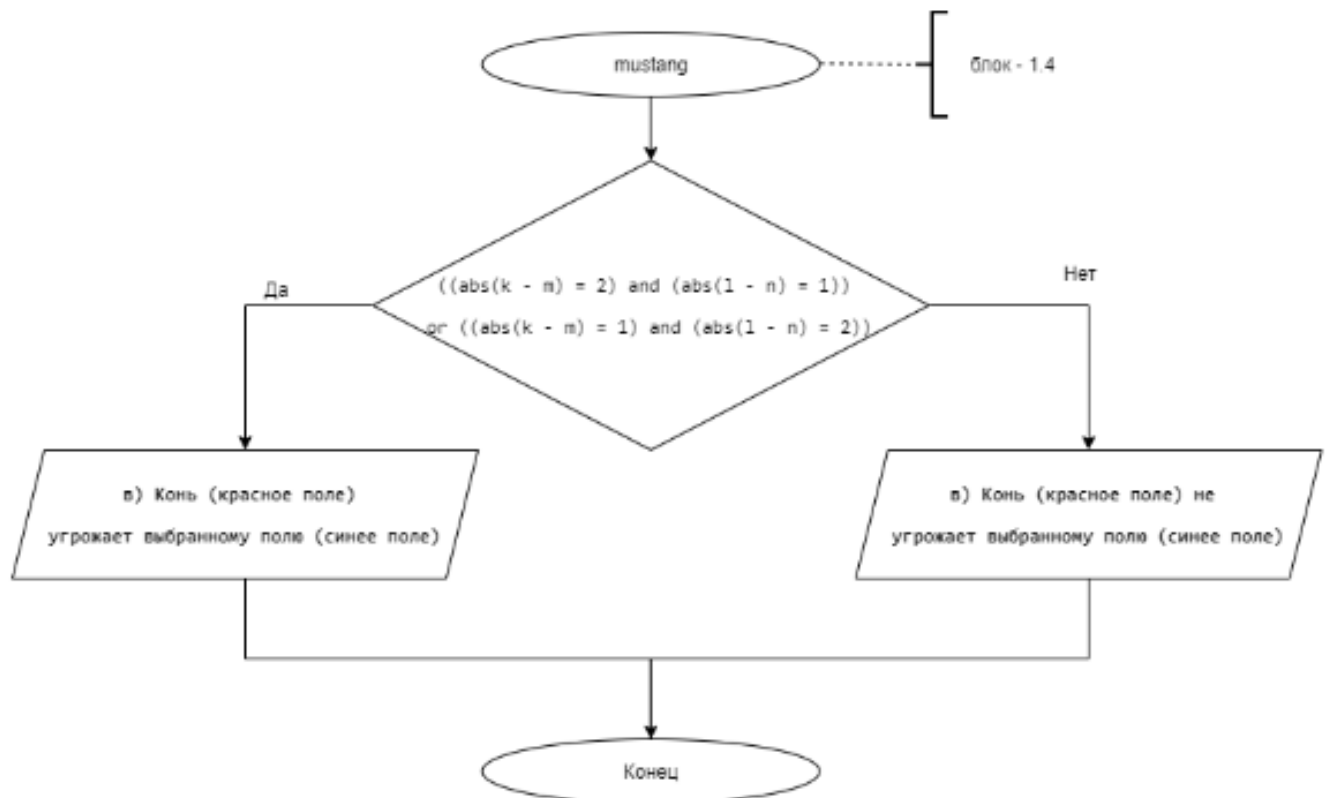 mustang
блок - 1.4
Да
Нет
((abs(k - m) = 2) and (abs(l - n) = 1))
or ((abs(k - m) = 1) and (abs(l - n) = 2))
в) Конь (красное поле)
угрожает выбранному полю (синее поле)
в) Конь (красное поле) не
угрожает выбранному полю (синее поле)
Конец